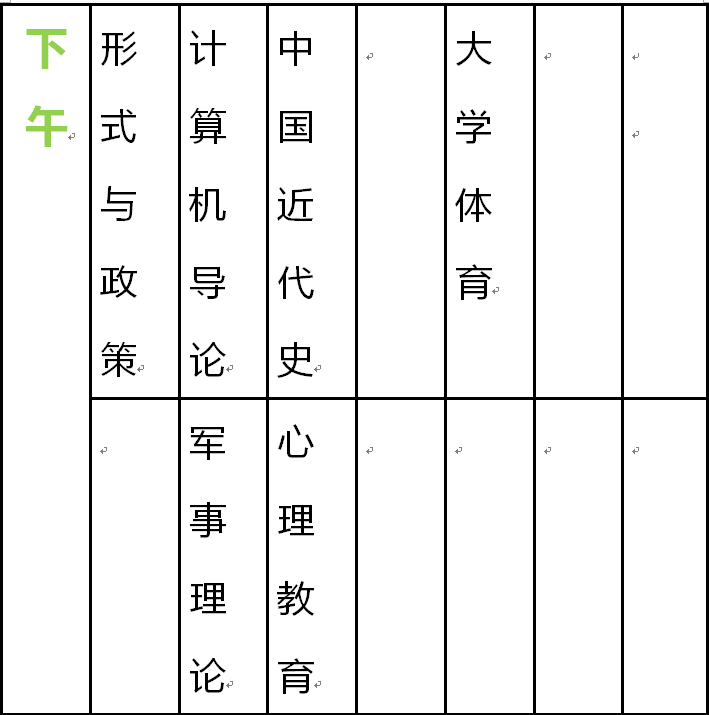 下午
形式与政策
计算机导论
中国近代史
大学体育
军事理论
心理教育